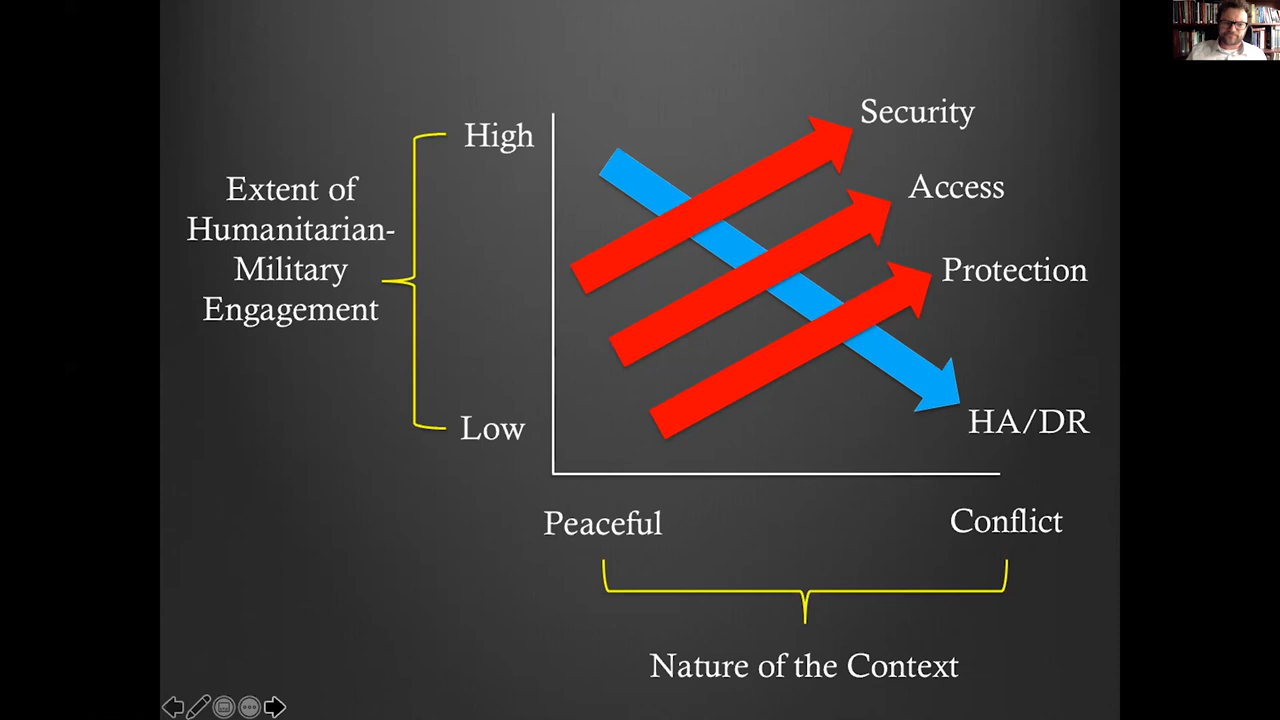 Security
High
Access
Extent of
Humanitarian-
Military
Engagement
Protection
Low
HA/DR
Peaceful
Conflict
Nature of the Context